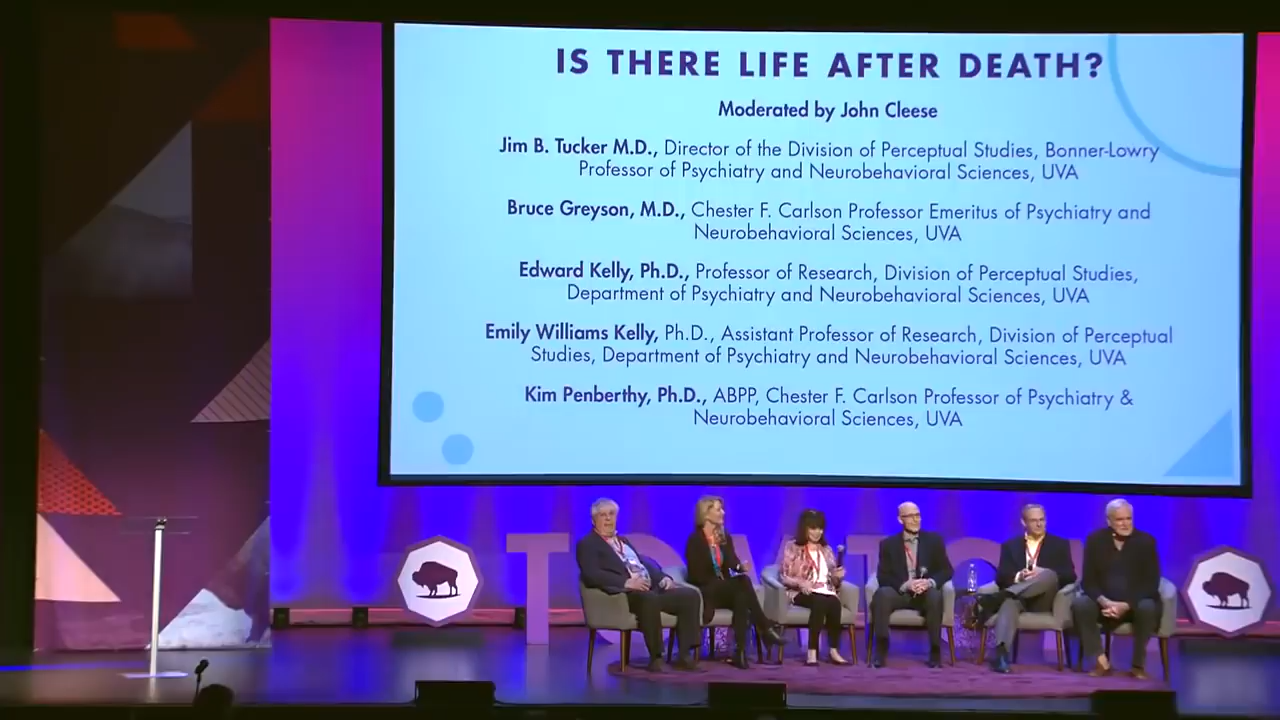 IS THERE LIFE AFTER DEATH?
Moderated by John Cleese
Jim B. Tucker M.D., Director of the Division of Perceptual Studies, Bonner-Lowry
Professor of Psychiatry and Neurobehavioral Sciences, UVA
Bruce Greyson, M.D., Chester F. Carlson Professor Emeritus of Psychiatry and
Neurobehavioral Sciences, UVA
Edward Kelly, Ph.D., Professor of Research, Division of Perceptual Studies,
Department of Psychiatry and Neurobehavioral Sciences, UVA
Emily Williams Kelly, Ph.D., Assistant Professor of Research, Division of Perceptual
Studies, Department of Psychiatry and Neurobehavioral Sciences, UVA
Kim Penberthy, Ph.D., ABPP, Chester F. Carlson Professor of Psychiatry &
Neurobehavioral Sciences, UVA